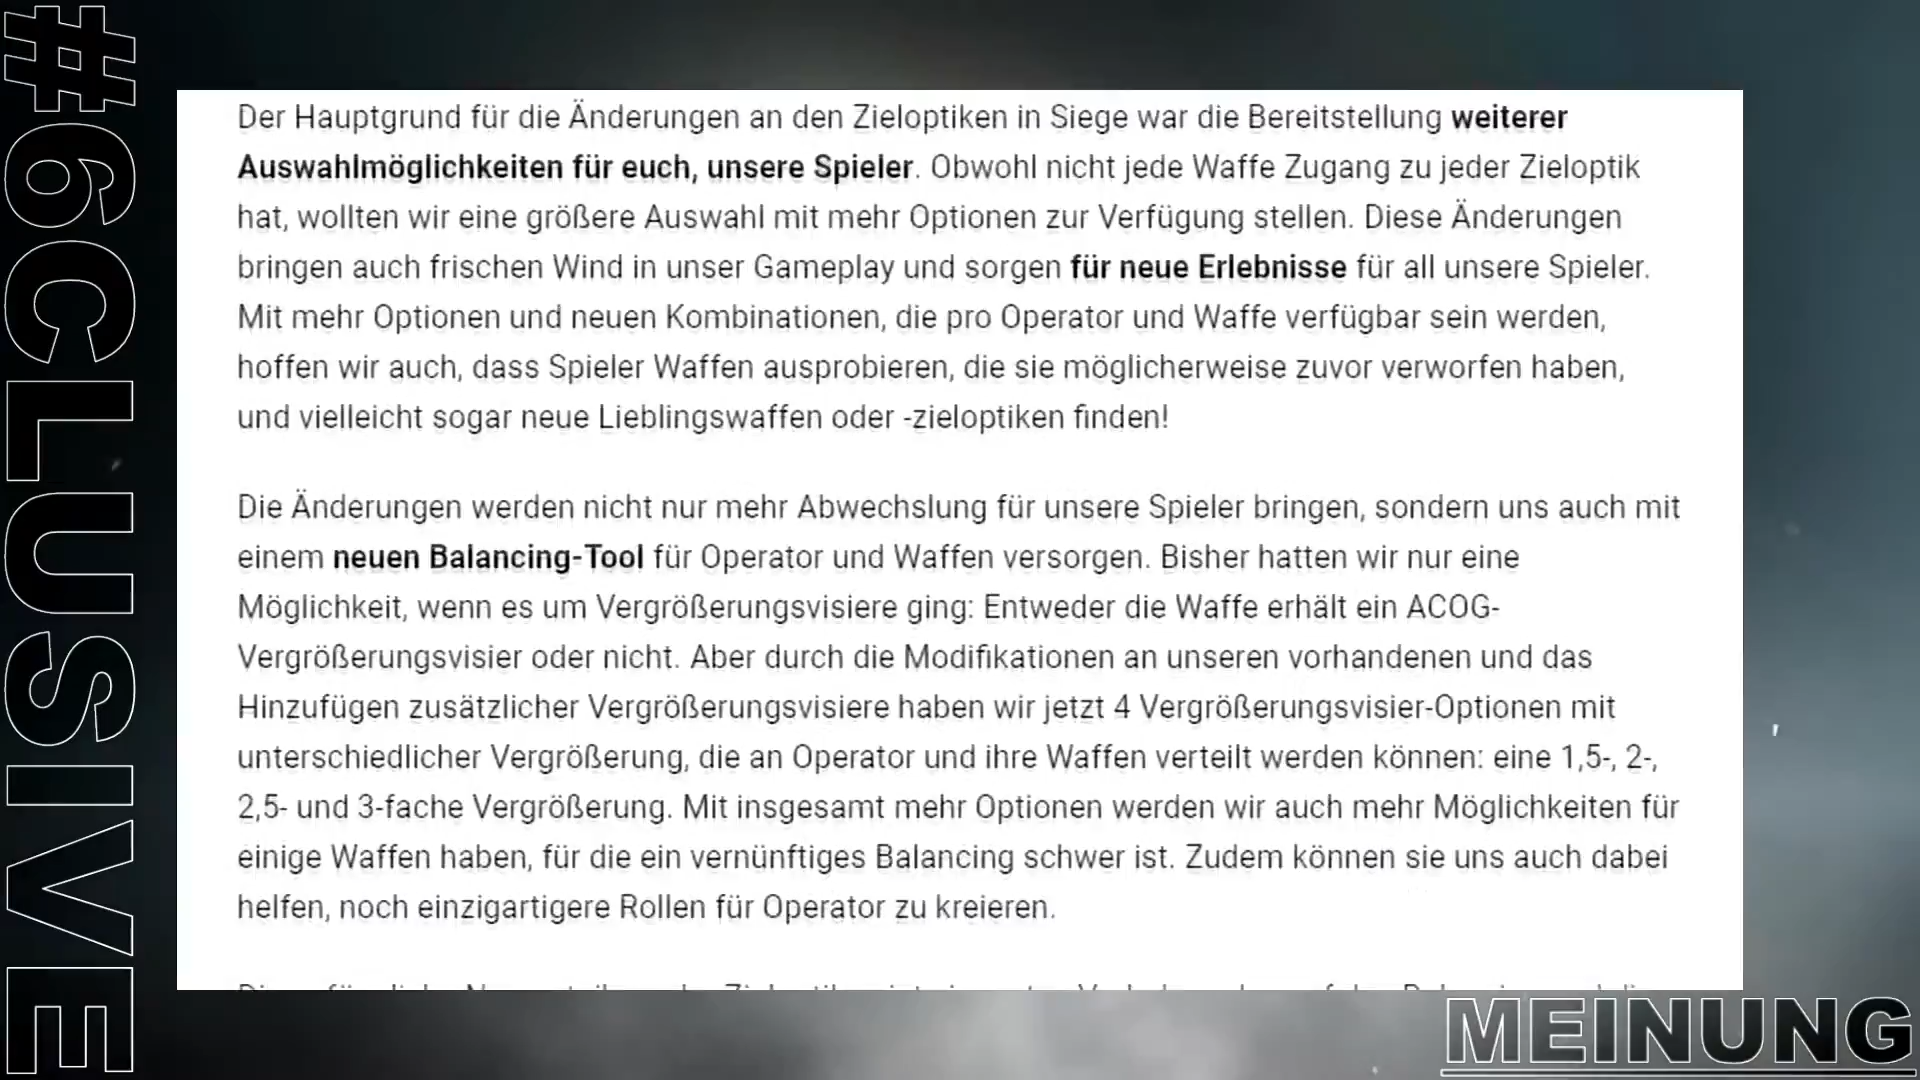 #6CLUSIVE
Der Hauptgrund für die Änderungen an den Zieloptiken in Siege war die Bereitstellung weiterer
Auswahlmöglichkeiten für euch, unsere Spieler. Obwohl nicht jede Waffe Zugang zu jeder Zieloptik
hat, wollten wir eine größere Auswahl mit mehr Optionen zur Verfügung stellen. Diese Änderungen
bringen auch frischen Wind in unser Gameplay und sorgen für neue Erlebnisse für all unsere Spieler.
Mit mehr Optionen und neuen Kombinationen, die pro Operator und Waffe verfügbar sein werden,
hoffen wir auch, dass Spieler Waffen ausprobieren, die sie möglicherweise zuvor verworfen haben,
und vielleicht sogar neue Lieblingswaffen oder -zieloptiken finden!
Die Änderungen werden nicht nur mehr Abwechslung für unsere Spieler bringen, sondern uns auch mit
einem neuen Balancing-Tool für Operator und Waffen versorgen. Bisher hatten wir nur eine
Möglichkeit, wenn es um Vergrößerungsvisiere ging: Entweder die Waffe erhält ein ACOG-
Vergrößerungsvisier oder nicht. Aber durch die Modifikationen an unseren vorhandenen und das
Hinzufügen zusätzlicher Vergrößerungsvisiere haben wir jetzt 4 Vergrößerungsvisier-Optionen mit
unterschiedlicher Vergrößerung, die an Operator und ihre Waffen verteilt werden können: eine 1,5-, 2-,
2,5- und 3-fache Vergrößerung. Mit insgesamt mehr Optionen werden wir auch mehr Möglichkeiten für
einige Waffen haben, für die ein vernünftiges Balancing schwer ist. Zudem können sie uns auch dabei
helfen, noch einzigartigere Rollen für Operator zu kreieren.
MEINUNG